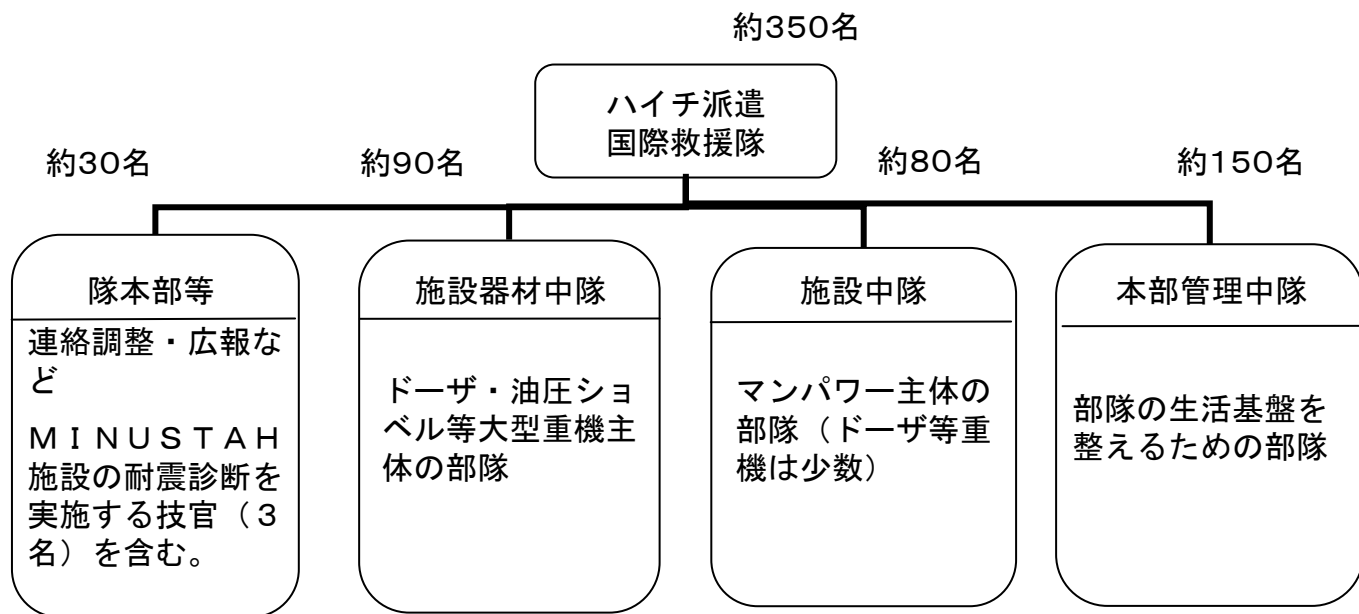 約350名
ハイチ派遣
国際救援隊
約30名
約90名
約80名
約150名
隊本部等
連絡調整・広報な
ど
ＭＩＮＵＳＴＡＨ
施設の耐震診断を
実施する技官（３
名）を含む。
施設器材中隊
ドーザ・油圧ショ
ベル等大型重機主
体の部隊
施設中隊
マンパワー主体の
部隊（ドーザ等重
機は少数）
本部管理中隊
部隊の生活基盤を
整えるための部隊